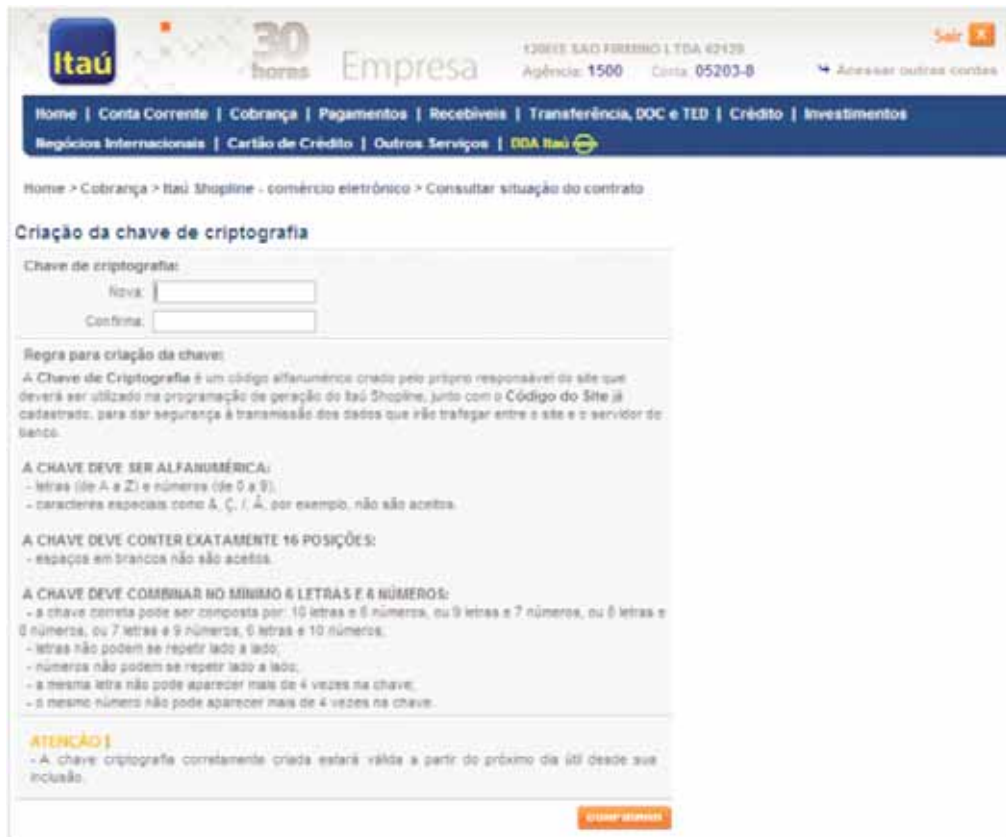 Itaú
30
horas
Empresa
Agência: 1500 Conta: 05203-8
Sair X
Acessar outras contas
Home | Conta Corrente | Cobrança | Pagamentos | Recebíveis | Transferência, DOC e TED | Crédito | Investimentos
Negócios Internacionais | Cartão de Crédito | Outros Serviços | DDA Itaú
Home > Cobrança > Itaú Shopline - comércio eletrônico > Consultar situação do contrato
Criação da chave de criptografia
Chave de criptografia:
Nova:
Confirma:
Regra para criação da chave:
A Chave de Criptografia é um código alfanumérico criado pelo próprio responsável do site que
deverá ser utilizado na programação de geração do Itaú Shopline, junto com o Código do Site já
cadastrado, para dar segurança à transmissão dos dados que irão trafegar entre o site e o servidor do
banco.
A CHAVE DEVE SER ALFANUMÉRICA:
- letras (de A a Z) e números (de 0 a 9);
- caracteres especiais como &, Ç, /, Â, por exemplo, não são aceitos.
A CHAVE DEVE CONTER EXATAMENTE 16 POSIÇÕES:
- espaços em brancos não são aceitos.
A CHAVE DEVE COMBINAR NO MÍNIMO 6 LETRAS E 6 NÚMEROS:
- a chave correta pode ser composta por: 10 letras e 6 números, ou 9 letras e 7 números, ou 8 letras e
8 números, ou 7 letras e 9 números, 6 letras e 10 números;
- letras não podem se repetir lado a lado;
- números não podem se repetir lado a lado;
- a mesma letra não pode aparecer mais de 4 vezes na chave;
- o mesmo número não pode aparecer mais de 4 vezes na chave.
ATENÇÃO!
- A chave criptografia corretamente criada estará válida a partir do próximo dia útil desde sua
inclusão.
CONFIRMAR